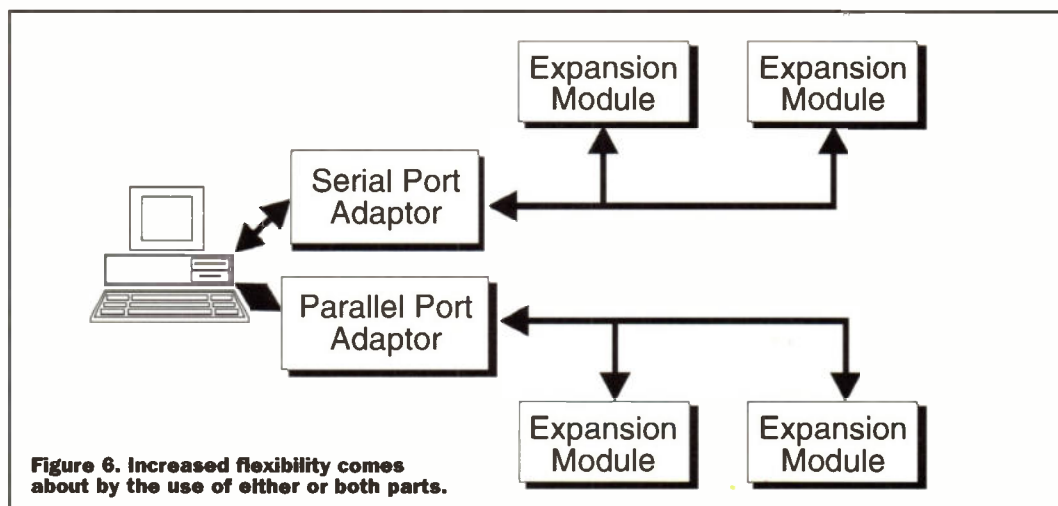 Expansion
Module
Expansion
Module
Serial Port
Adaptor
Parallel Port
Adaptor
Expansion
Module
Expansion
Module
Figure 6. Increased flexibility comes
about by the use of either or both parts.